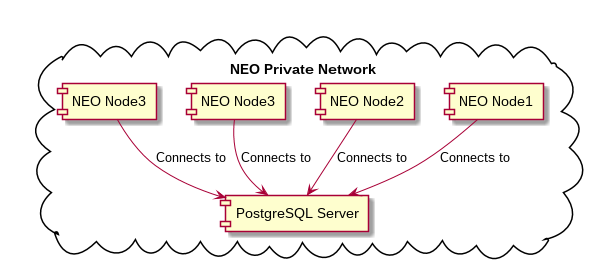 NEO Private Network
NEO Node3
NEO Node3
NEO Node2
NEO Node1
Connects to
Connects to
Connects to
Connects to
PostgreSQL Server